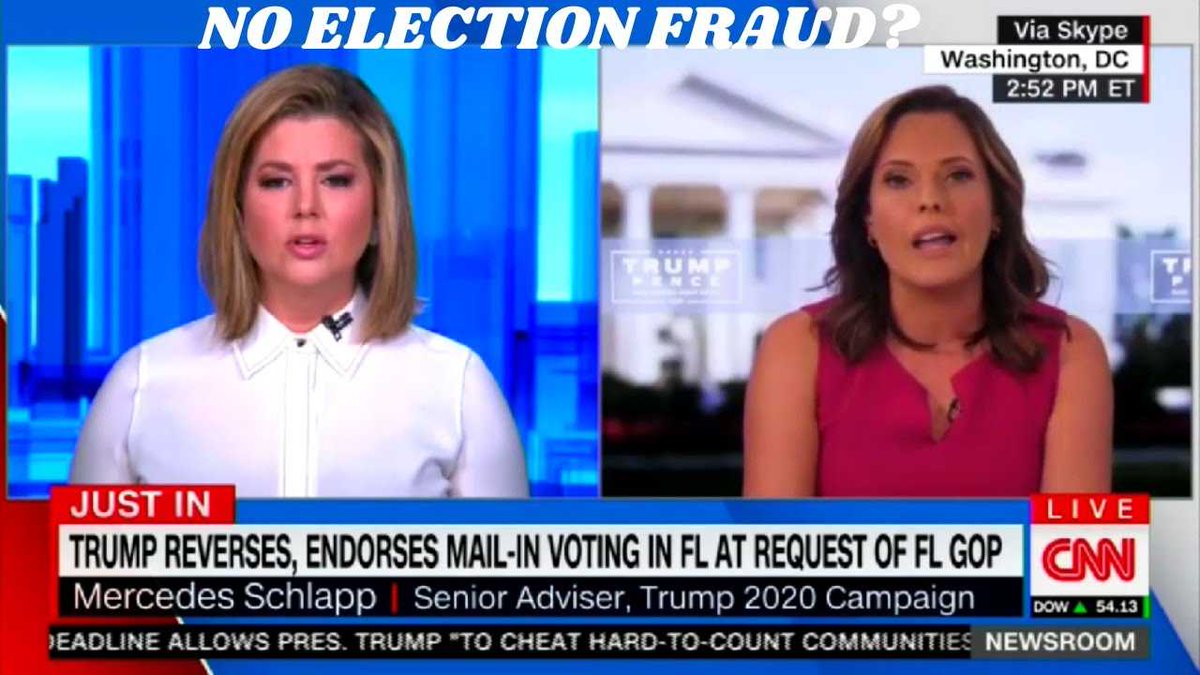 NO ELECTION FRAUD?
Via Skype
Washington, DC
2:52 PM ET
TRUMP
PENCE
T
JUST IN
TRUMP REVERSES, ENDORSES MAIL-IN VOTING IN FL AT REQUEST OF FL GOP
Mercedes Schlapp | Senior Adviser, Trump 2020 Campaign
LIVE
CNN
DOW ▲ 54.13
DEADLINE ALLOWS PRES. TRUMP "TO CHEAT HARD-TO-COUNT COMMUNITIES
NEWSROOM